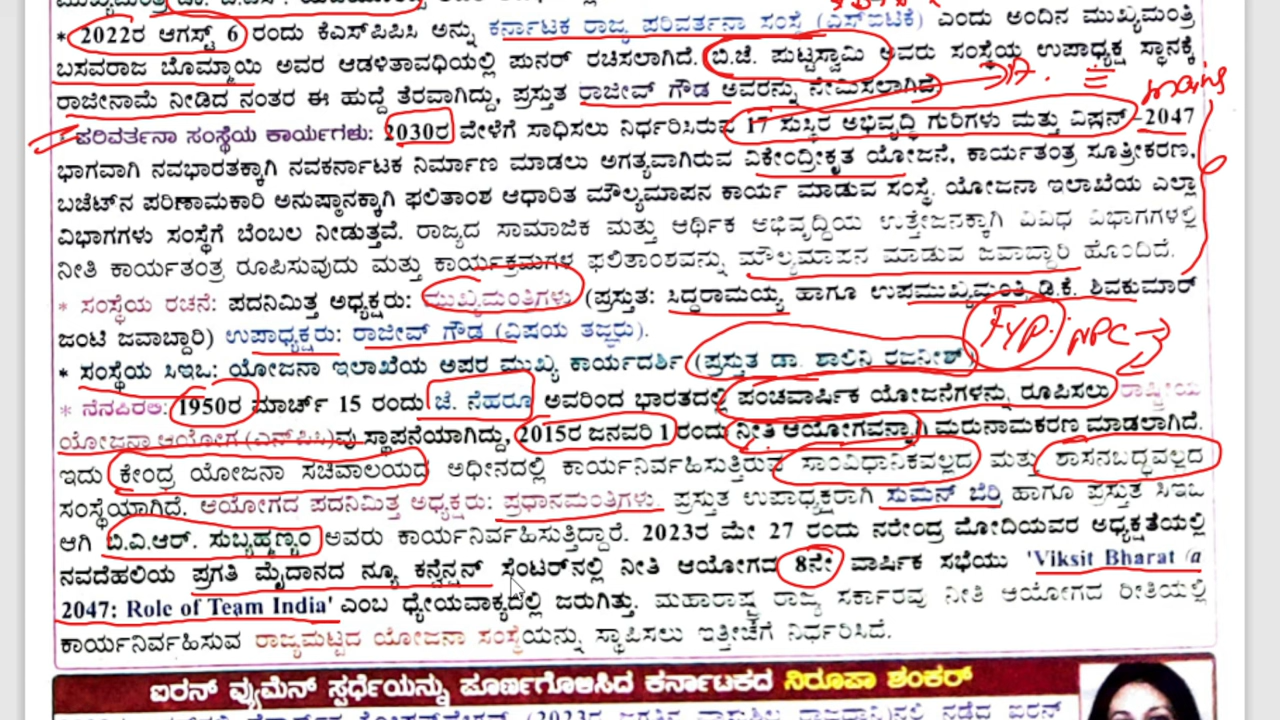 * 2022ರ ಆಗಸ್ಟ್ 6 ರಂದು ಕೆಎಸ್‌ಪಿಪಿಸಿ ಅನ್ನು ಕರ್ನಾಟಕ ರಾಜ್ಯ ಪರಿವರ್ತನಾ ಸಂಸ್ಥೆ (ಎಸ್‌ಐಟಿಕೆ) ಎಂದು ಅಂದಿನ ಮುಖ್ಯಮಂತ್ರಿ
ಬಸವರಾಜ ಬೊಮ್ಮಾಯಿ ಅವರ ಆಡಳಿತಾವಧಿಯಲ್ಲಿ ಪುನರ್ ರಚಿಸಲಾಗಿದೆ. ಬಿ.ಜೆ. ಪುಟ್ಟಸ್ವಾಮಿ ಅವರು ಸಂಸ್ಥೆಯ ಉಪಾಧ್ಯಕ್ಷ ಸ್ಥಾನಕ್ಕೆ
ರಾಜೀನಾಮೆ ನೀಡಿದ ನಂತರ ಈ ಹುದ್ದೆ ತೆರವಾಗಿದ್ದು, ಪ್ರಸ್ತುತ ರಾಜೀವ್ ಗೌಡ ಅವರನ್ನು ನೇಮಿಸಲಾಗಿದೆ 17. mains
ಪರಿವರ್ತನಾ ಸಂಸ್ಥೆಯ ಕಾರ್ಯಗಳು: 2030ರ ವೇಳೆಗೆ ಸಾಧಿಸಲು ನಿರ್ಧರಿಸಿರುವ 17 ಸುಸ್ಥಿರ ಅಭಿವೃದ್ಧಿ ಗುರಿಗಳು ಮತ್ತು ವಿಷನ್-2047
ಭಾಗವಾಗಿ ನವಭಾರತಕ್ಕಾಗಿ ನವಕರ್ನಾಟಕ ನಿರ್ಮಾಣ ಮಾಡಲು ಅಗತ್ಯವಾಗಿರುವ ವಿಕೇಂದ್ರೀಕೃತ ಯೋಜನೆ, ಕಾರ್ಯತಂತ್ರ ಸೂತ್ರೀಕರಣ,
ಬಜೆಟ್‌ನ ಪರಿಣಾಮಕಾರಿ ಅನುಷ್ಠಾನಕ್ಕಾಗಿ ಫಲಿತಾಂಶ ಆಧಾರಿತ ಮೌಲ್ಯಮಾಪನ ಕಾರ್ಯ ಮಾಡುವ ಸಂಸ್ಥೆ. ಯೋಜನಾ ಇಲಾಖೆಯ ಎಲ್ಲಾ
ವಿಭಾಗಗಳು ಸಂಸ್ಥೆಗೆ ಬೆಂಬಲ ನೀಡುತ್ತವೆ. ರಾಜ್ಯದ ಸಾಮಾಜಿಕ ಮತ್ತು ಆರ್ಥಿಕ ಅಭಿವೃದ್ಧಿಯ ಉತ್ತೇಜನಕ್ಕಾಗಿ ವಿವಿಧ ವಿಭಾಗಗಳಲ್ಲಿ
ನೀತಿ ಕಾರ್ಯತಂತ್ರ ರೂಪಿಸುವುದು ಮತ್ತು ಕಾರ್ಯಕ್ರಮಗಳ ಫಲಿತಾಂಶವನ್ನು ಮೌಲ್ಯಮಾಪನ ಮಾಡುವ ಜವಾಬ್ದಾರಿ ಹೊಂದಿದೆ.
* ಸಂಸ್ಥೆಯ ರಚನೆ: ಪದನಿಮಿತ್ತ ಅಧ್ಯಕ್ಷರು: ಮುಖ್ಯಮಂತ್ರಿಗಳು (ಪ್ರಸ್ತುತ: ಸಿದ್ದರಾಮಯ್ಯ ಹಾಗೂ ಉಪಮುಖ್ಯಮಂತ್ರಿ ಡಿ.ಕೆ. ಶಿವಕುಮಾರ್
ಜಂಟಿ ಜವಾಬ್ದಾರಿ) ಉಪಾಧ್ಯಕ್ಷರು: ರಾಜೀವ್ ಗೌಡ (ವಿಷಯ ತಜ್ಞರು). FYP. NPC
* ಸಂಸ್ಥೆಯ ಸಿಇಒ: ಯೋಜನಾ ಇಲಾಖೆಯ ಅಪರ ಮುಖ್ಯ ಕಾರ್ಯದರ್ಶಿ (ಪ್ರಸ್ತುತ ಡಾ. ಶಾಲಿನಿ ರಜನೀಶ್)
* ನೆನಪಿರಲಿ: 1950ರ ಮಾರ್ಚ್ 15 ರಂದು ಜೆ. ನೆಹರೂ ಅವರಿಂದ ಭಾರತದಲ್ಲಿ ಪಂಚವಾರ್ಷಿಕ ಯೋಜನೆಗಳನ್ನು ರೂಪಿಸಲು ರಾಷ್ಟ್ರೀಯ
ಯೋಜನಾ ಆಯೋಗ (ಎನ್‌ಪಿಸಿ)ವು ಸ್ಥಾಪನೆಯಾಗಿದ್ದು, 2015ರ ಜನವರಿ 1 ರಂದು ನೀತಿ ಆಯೋಗವನ್ನಾಗಿ ಮರುನಾಮಕರಣ ಮಾಡಲಾಗಿದೆ.
ಇದು ಕೇಂದ್ರ ಯೋಜನಾ ಸಚಿವಾಲಯದ ಅಧೀನದಲ್ಲಿ ಕಾರ್ಯನಿರ್ವಹಿಸುತ್ತಿರುವ ಸಾಂವಿಧಾನಿಕವಲ್ಲದ ಮತ್ತು ಶಾಸನಬದ್ಧವಲ್ಲದ
ಸಂಸ್ಥೆಯಾಗಿದೆ. ಆಯೋಗದ ಪದನಿಮಿತ್ತ ಅಧ್ಯಕ್ಷರು: ಪ್ರಧಾನಮಂತ್ರಿಗಳು. ಪ್ರಸ್ತುತ ಉಪಾಧ್ಯಕ್ಷರಾಗಿ ಸುಮನ್ ಬೆರಿ ಹಾಗೂ ಪ್ರಸ್ತುತ ಸಿಇಒ
ಆಗಿ ಬಿ.ವಿ.ಆರ್. ಸುಬ್ರಹ್ಮಣ್ಯಂ ಅವರು ಕಾರ್ಯನಿರ್ವಹಿಸುತ್ತಿದ್ದಾರೆ. 2023ರ ಮೇ 27 ರಂದು ನರೇಂದ್ರ ಮೋದಿಯವರ ಅಧ್ಯಕ್ಷತೆಯಲ್ಲಿ
ನವದೆಹಲಿಯ ಪ್ರಗತಿ ಮೈದಾನದ ನ್ಯೂ ಕನ್ವೆನ್ಷನ್ ಸೆಂಟರ್‌ನಲ್ಲಿ ನೀತಿ ಆಯೋಗದ 8ನೇ ವಾರ್ಷಿಕ ಸಭೆಯು 'Viksit Bharat @
2047: Role of Team India' ಎಂಬ ಧ್ಯೇಯವಾಕ್ಯದಲ್ಲಿ ಜರುಗಿತ್ತು. ಮಹಾರಾಷ್ಟ್ರ ರಾಜ್ಯ ಸರ್ಕಾರವು ನೀತಿ ಆಯೋಗದ ರೀತಿಯಲ್ಲಿ
ಕಾರ್ಯನಿರ್ವಹಿಸುವ ರಾಜ್ಯಮಟ್ಟದ ಯೋಜನಾ ಸಂಸ್ಥೆಯನ್ನು ಸ್ಥಾಪಿಸಲು ಇತ್ತೀಚೆಗೆ ನಿರ್ಧರಿಸಿದೆ.
ಐರನ್ ವ್ಯುಮೆನ್ ಸ್ಪರ್ಧೆಯನ್ನು ಪೂರ್ಣಗೊಳಿಸಿದ ಕರ್ನಾಟಕದ ನಿರೂಪಾ ಶಂಕರ್